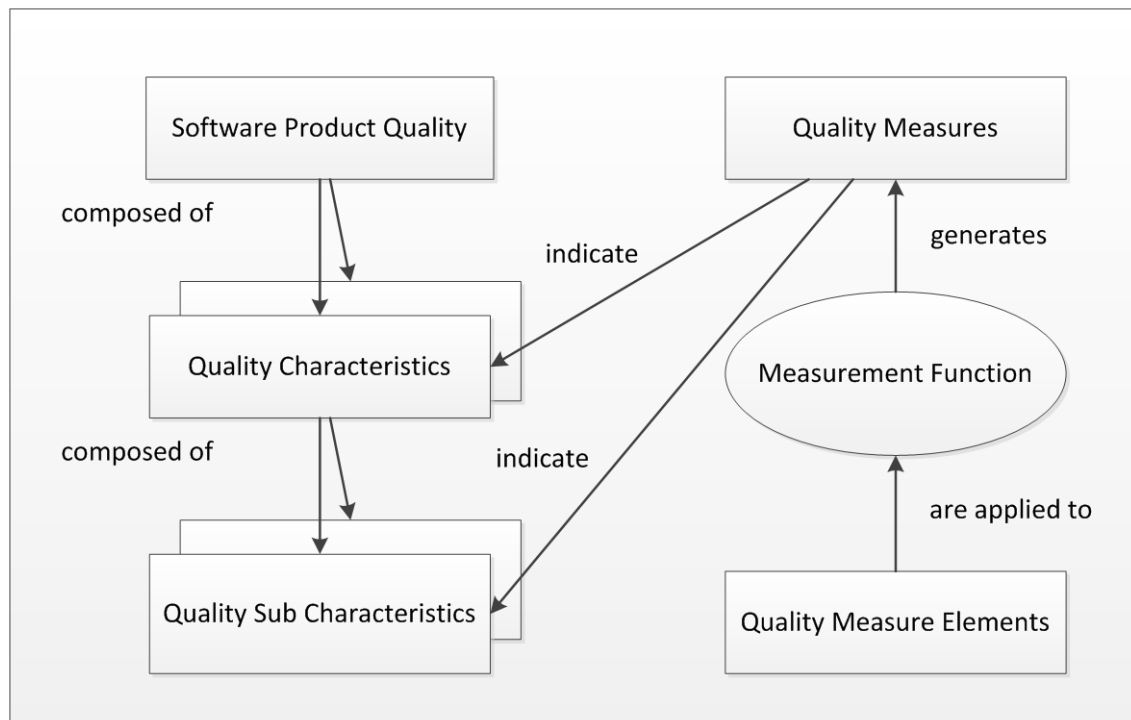 Software Product Quality
Quality Measures
composed of
generates
indicate
Quality Characteristics
Measurement Function
composed of
indicate
are applied to
Quality Sub Characteristics
Quality Measure Elements